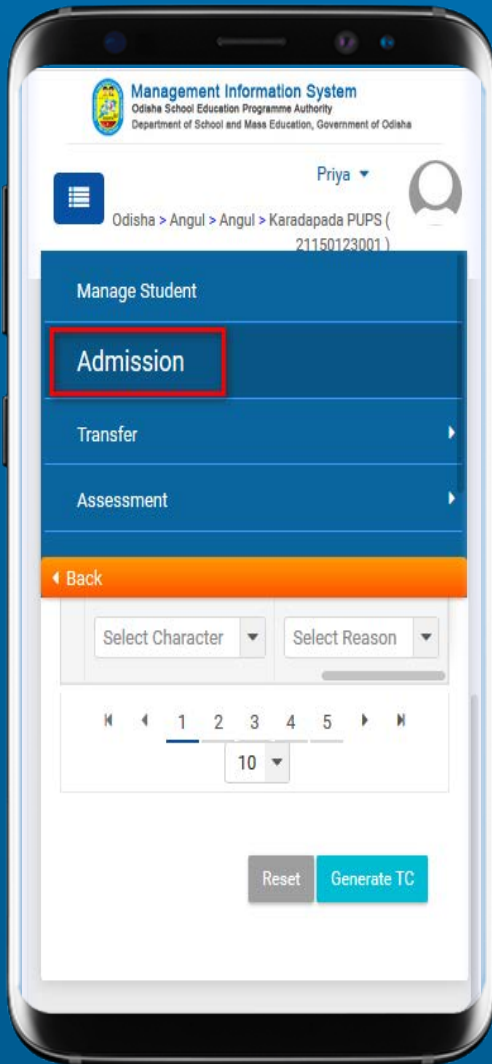 Management Information System
Odisha School Education Programme Authority
Department of School and Mass Education, Government of Odisha
Priya
Odisha > Angul > Angul > Karadapada PUPS (
21150123001 )
Manage Student
Admission
Transfer
Assessment
Back
Select Character Select Reason
1 2 3 4 5
10
Reset Generate TC